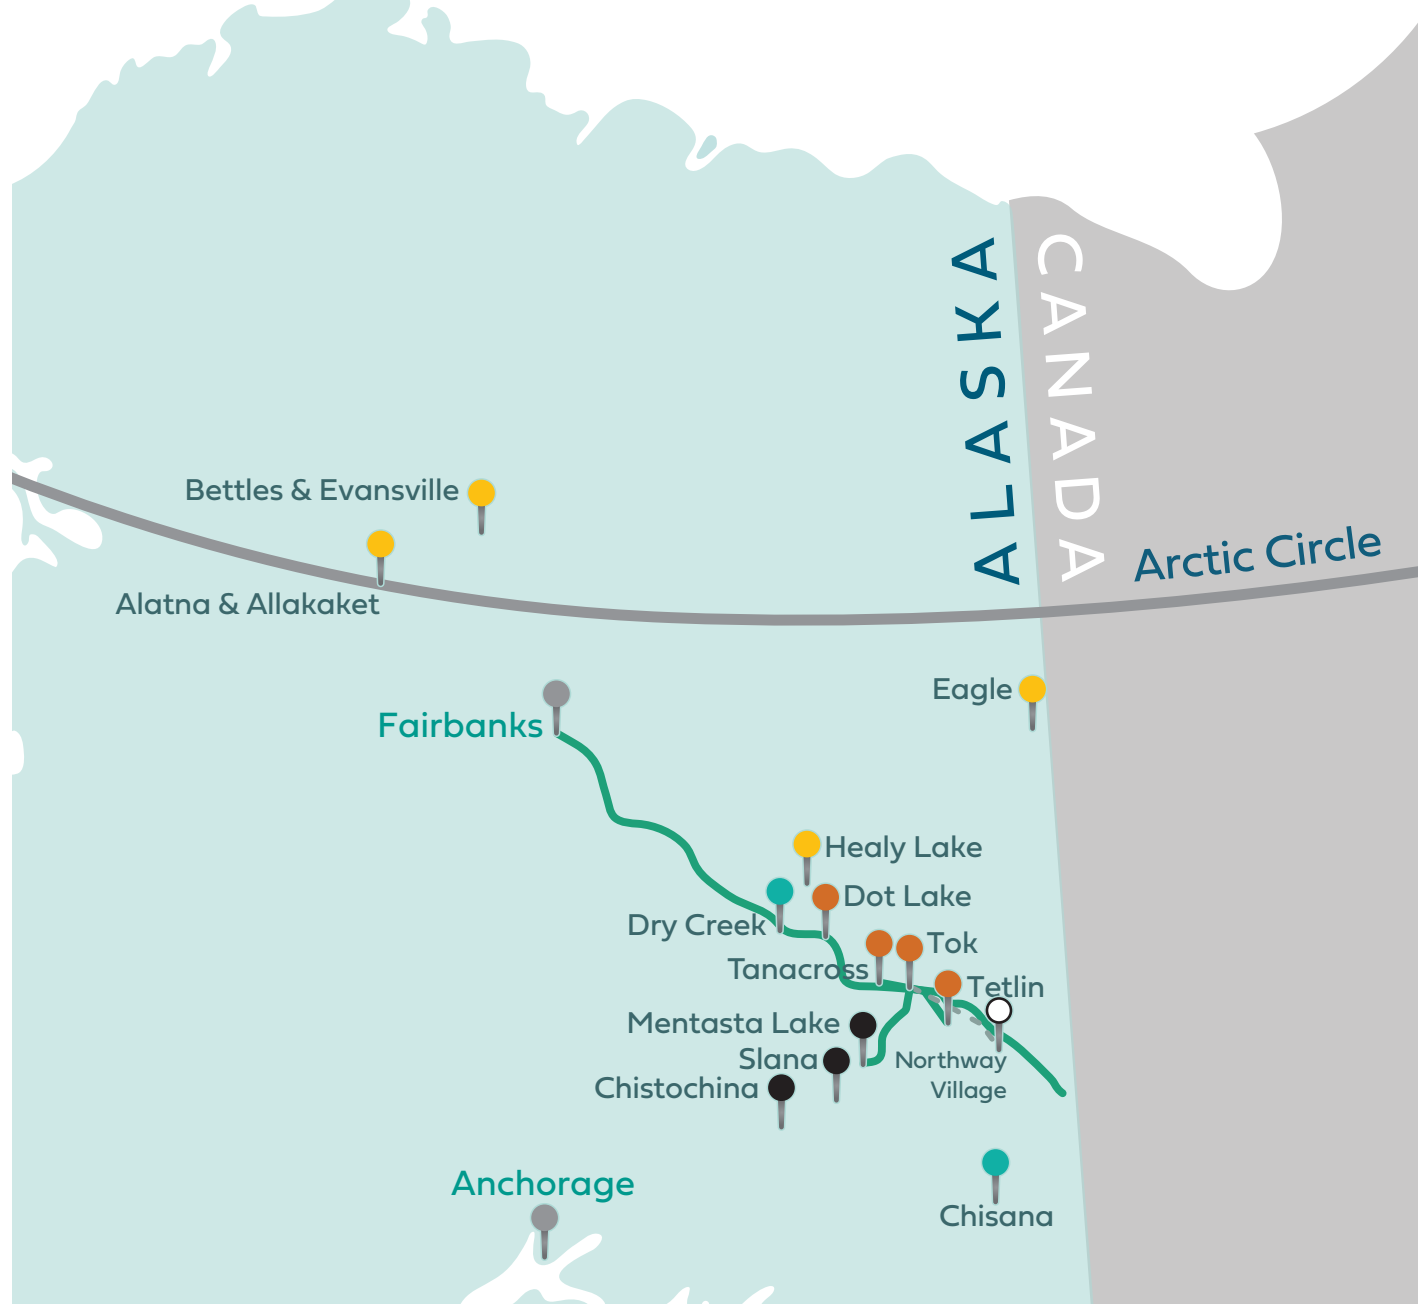 ALASKA
CANADA
Bettles & Evansville
Arctic Circle
Alatna & Allakaket
Eagle
Fairbanks
Healy Lake
Dot Lake
Dry Creek
Tok
Tanacross
Tetlin
Mentasta Lake
Slana
Northway
Village
Chistochina
Anchorage
Chisana